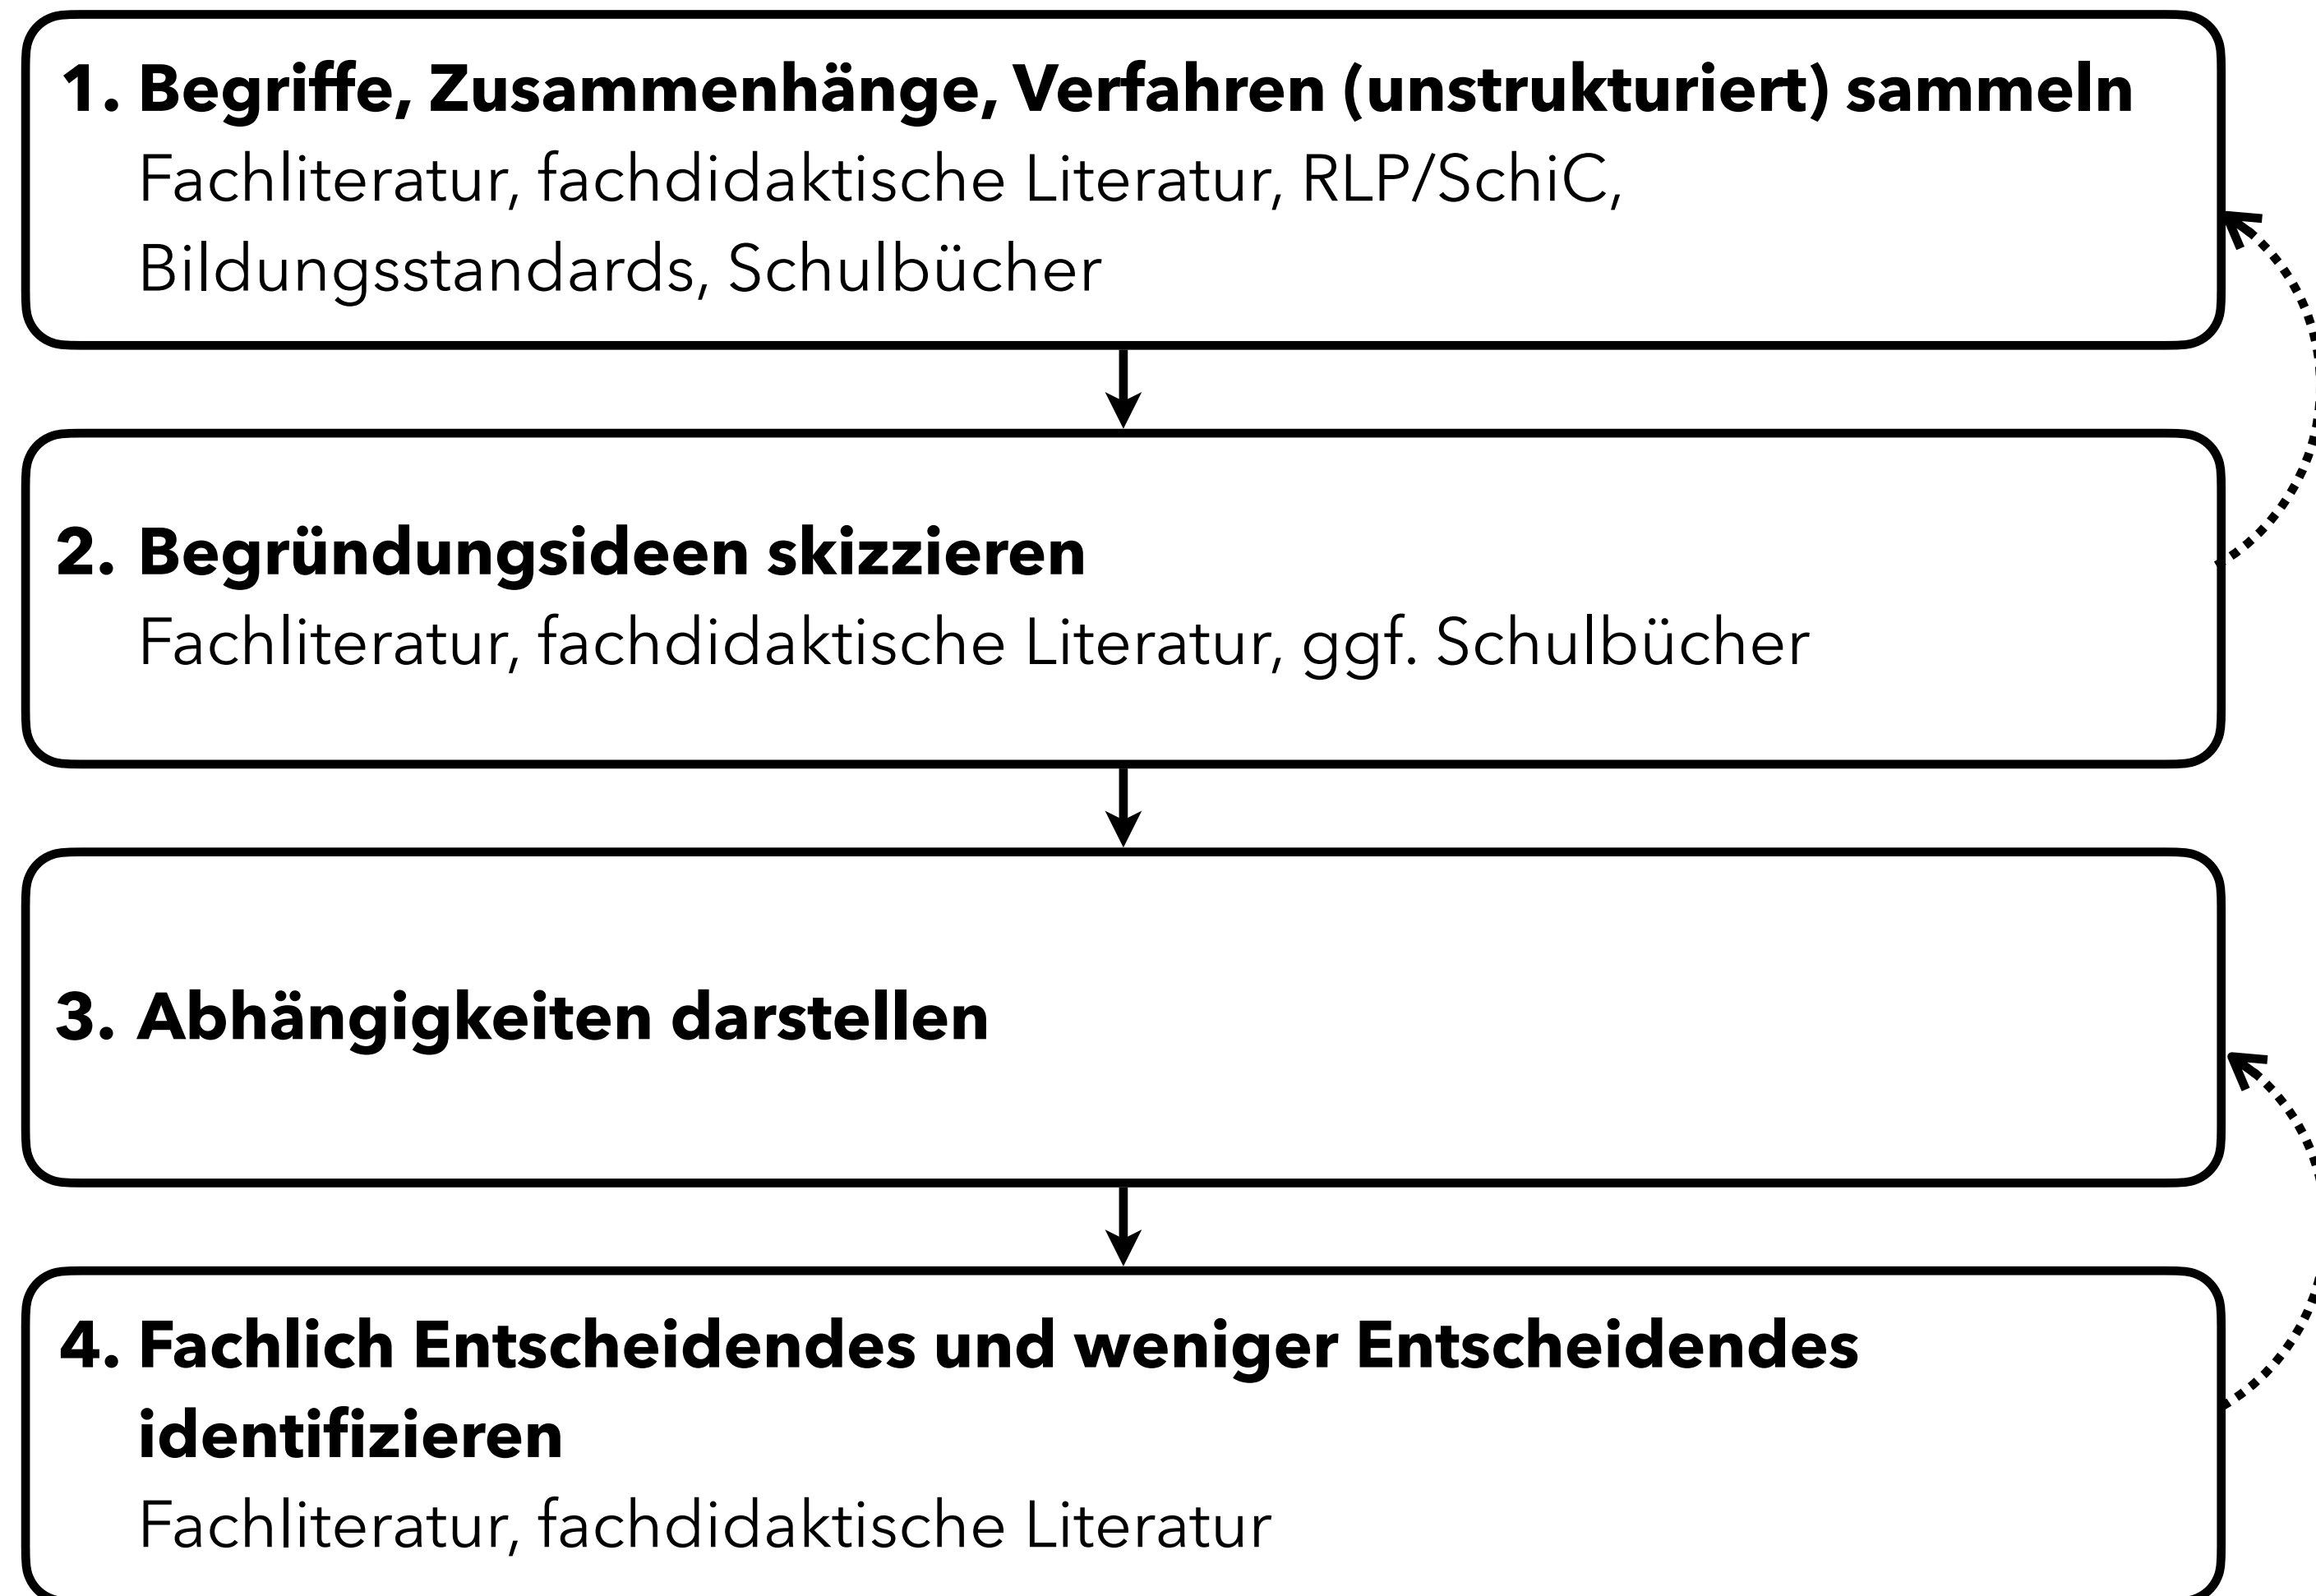 1. Begriffe, Zusammenhänge, Verfahren (unstrukturiert) sammeln
Fachliteratur, fachdidaktische Literatur, RLP/SchiC,
Bildungsstandards, Schulbücher
2. Begründungsideen skizzieren
Fachliteratur, fachdidaktische Literatur, ggf. Schulbücher
3. Abhängigkeiten darstellen
4. Fachlich Entscheidendes und weniger Entscheidendes
identifizieren
Fachliteratur, fachdidaktische Literatur